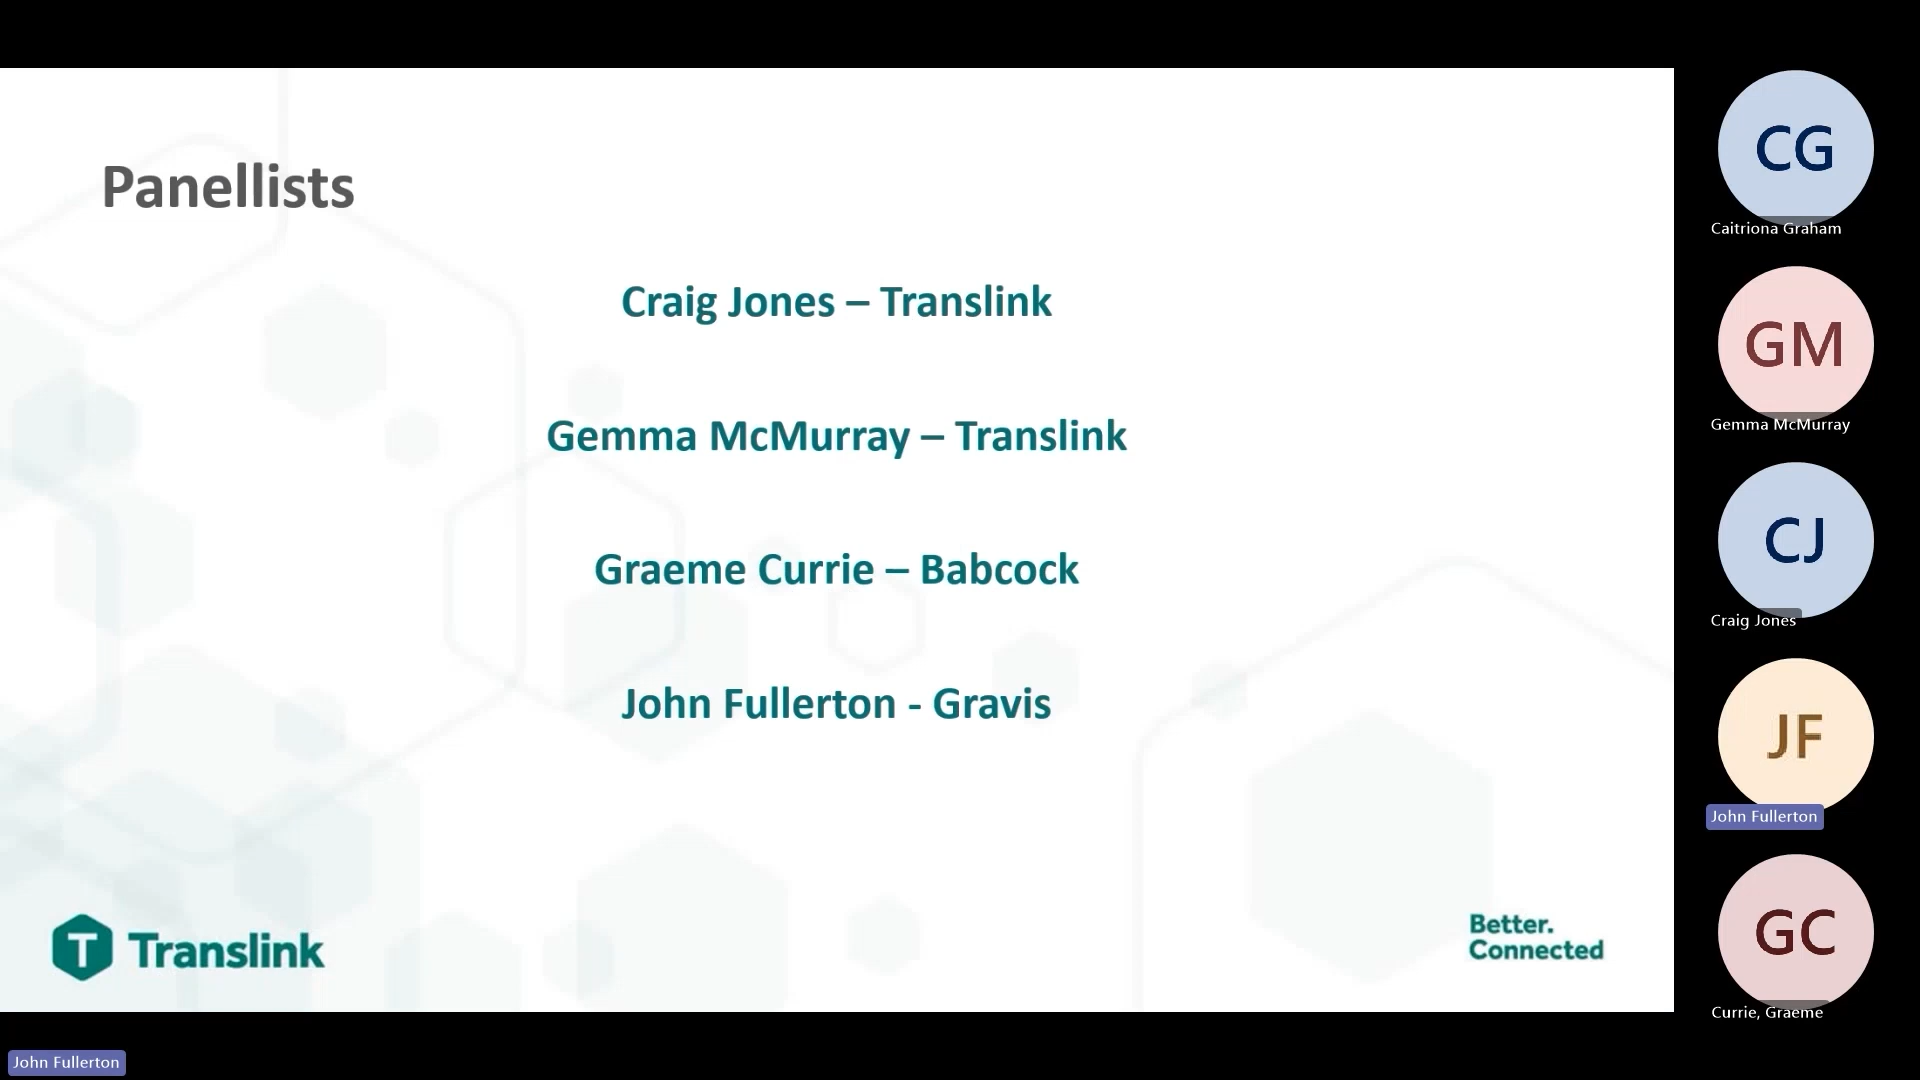 Panellists
Craig Jones – Translink
Gemma McMurray – Translink
Graeme Currie – Babcock
John Fullerton - Gravis
T Translink
Better.
Connected
CG
Caitriona Graham
GM
Gemma McMurray
CJ
Craig Jones
JF
John Fullerton
GC
Currie, Graeme
John Fullerton